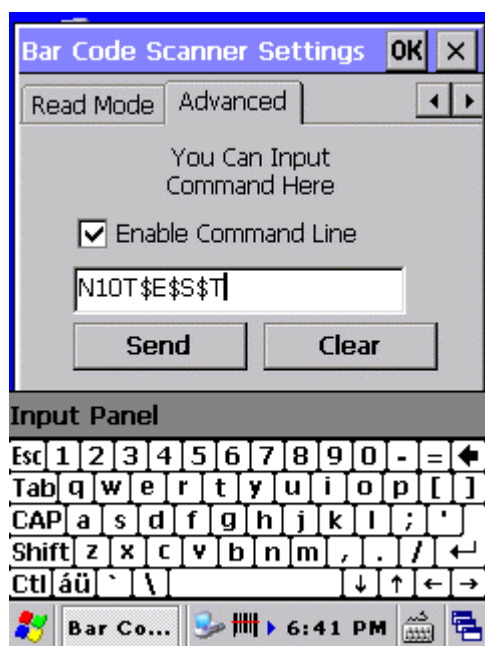 Bar Code Scanner Settings OK ×
Read Mode Advanced
You Can Input
Command Here
Enable Command Line
N1OT$E$S$T
Send Clear
Input Panel
Esc 1 2 3 4 5 6 7 8 9 0 - =
Tab q w e r t y u i o p [ ]
CAP a s d f g h j k l ; '
Shift z x c v b n m , . /
Ctl áü ` \
Bar Co... 6:41 PM